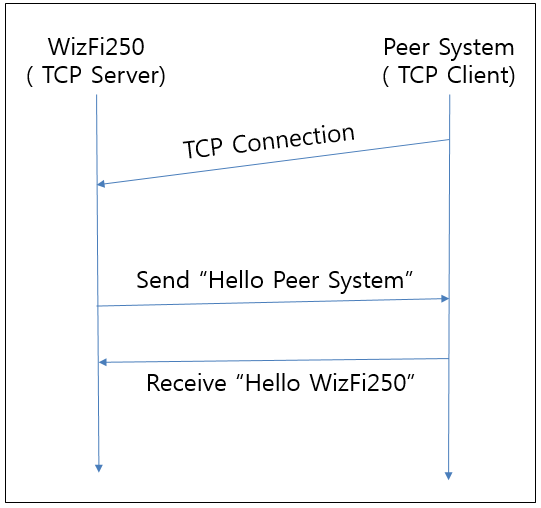 WizFi250
( TCP Server)
Peer System
( TCP Client)
TCP Connection
Send “Hello Peer System”
Receive “Hello WizFi250”